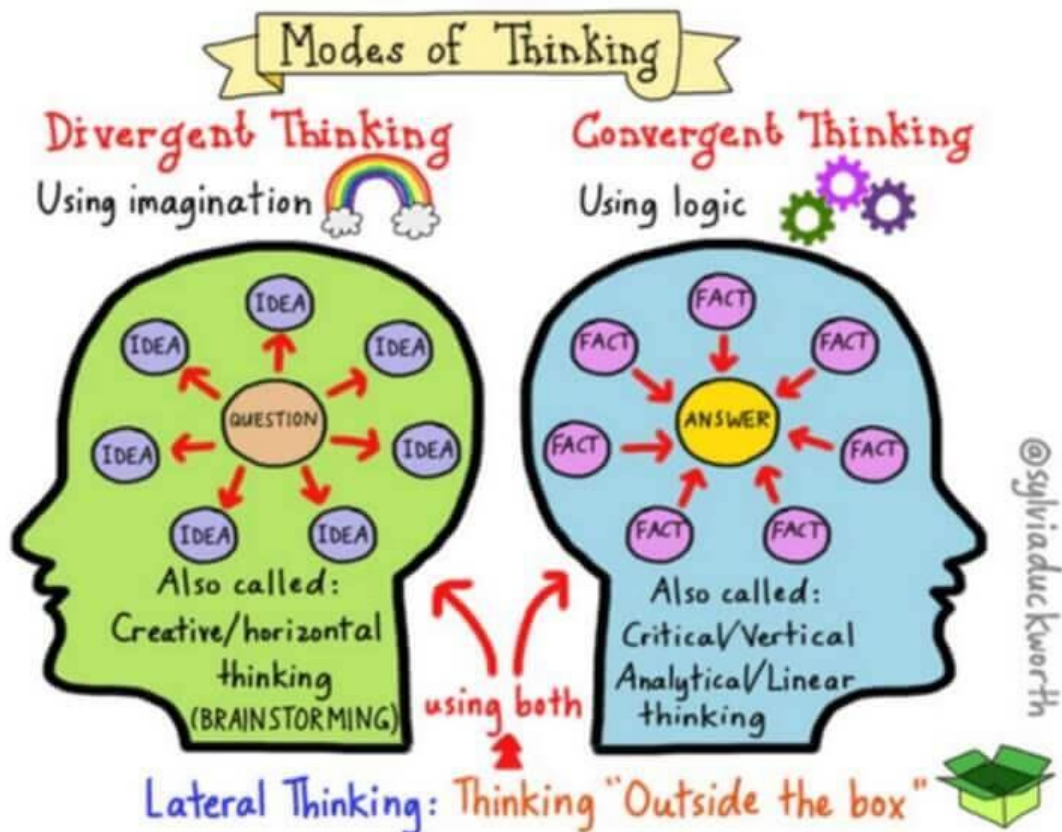 Modes of Thinking
Divergent Thinking
Using imagination
IDEA
IDEA
IDEA
IDEA
QUESTION
IDEA
IDEA
IDEA
Also called:
Creative/horizontal
thinking
(BRAINSTORMING)
Convergent Thinking
Using logic
FACT
FACT
FACT
FACT
ANSWER
FACT
FACT
FACT
Also called:
Critical/Vertical
Analytical/Linear
thinking
using both
Lateral Thinking: Thinking "Outside the box"
@sylviaduckworth